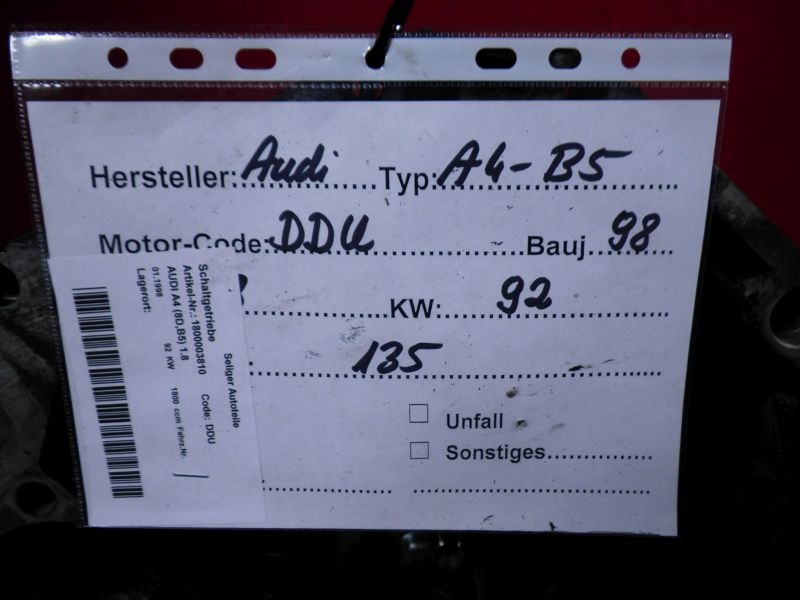 Hersteller: Audi Typ: A4-B5
Motor-Code: DDU Bauj. 98
KW: 92
135
Unfall
Sonstiges
Seliger Autoteile
Schaltgetriebe
Artikel-Nr.: 1800003810 Code: DDU
AUDI A4 (8D,B5) 1.8
92 KW 1800 ccm Fahrz.Nr.
01.1998
Lagerort: